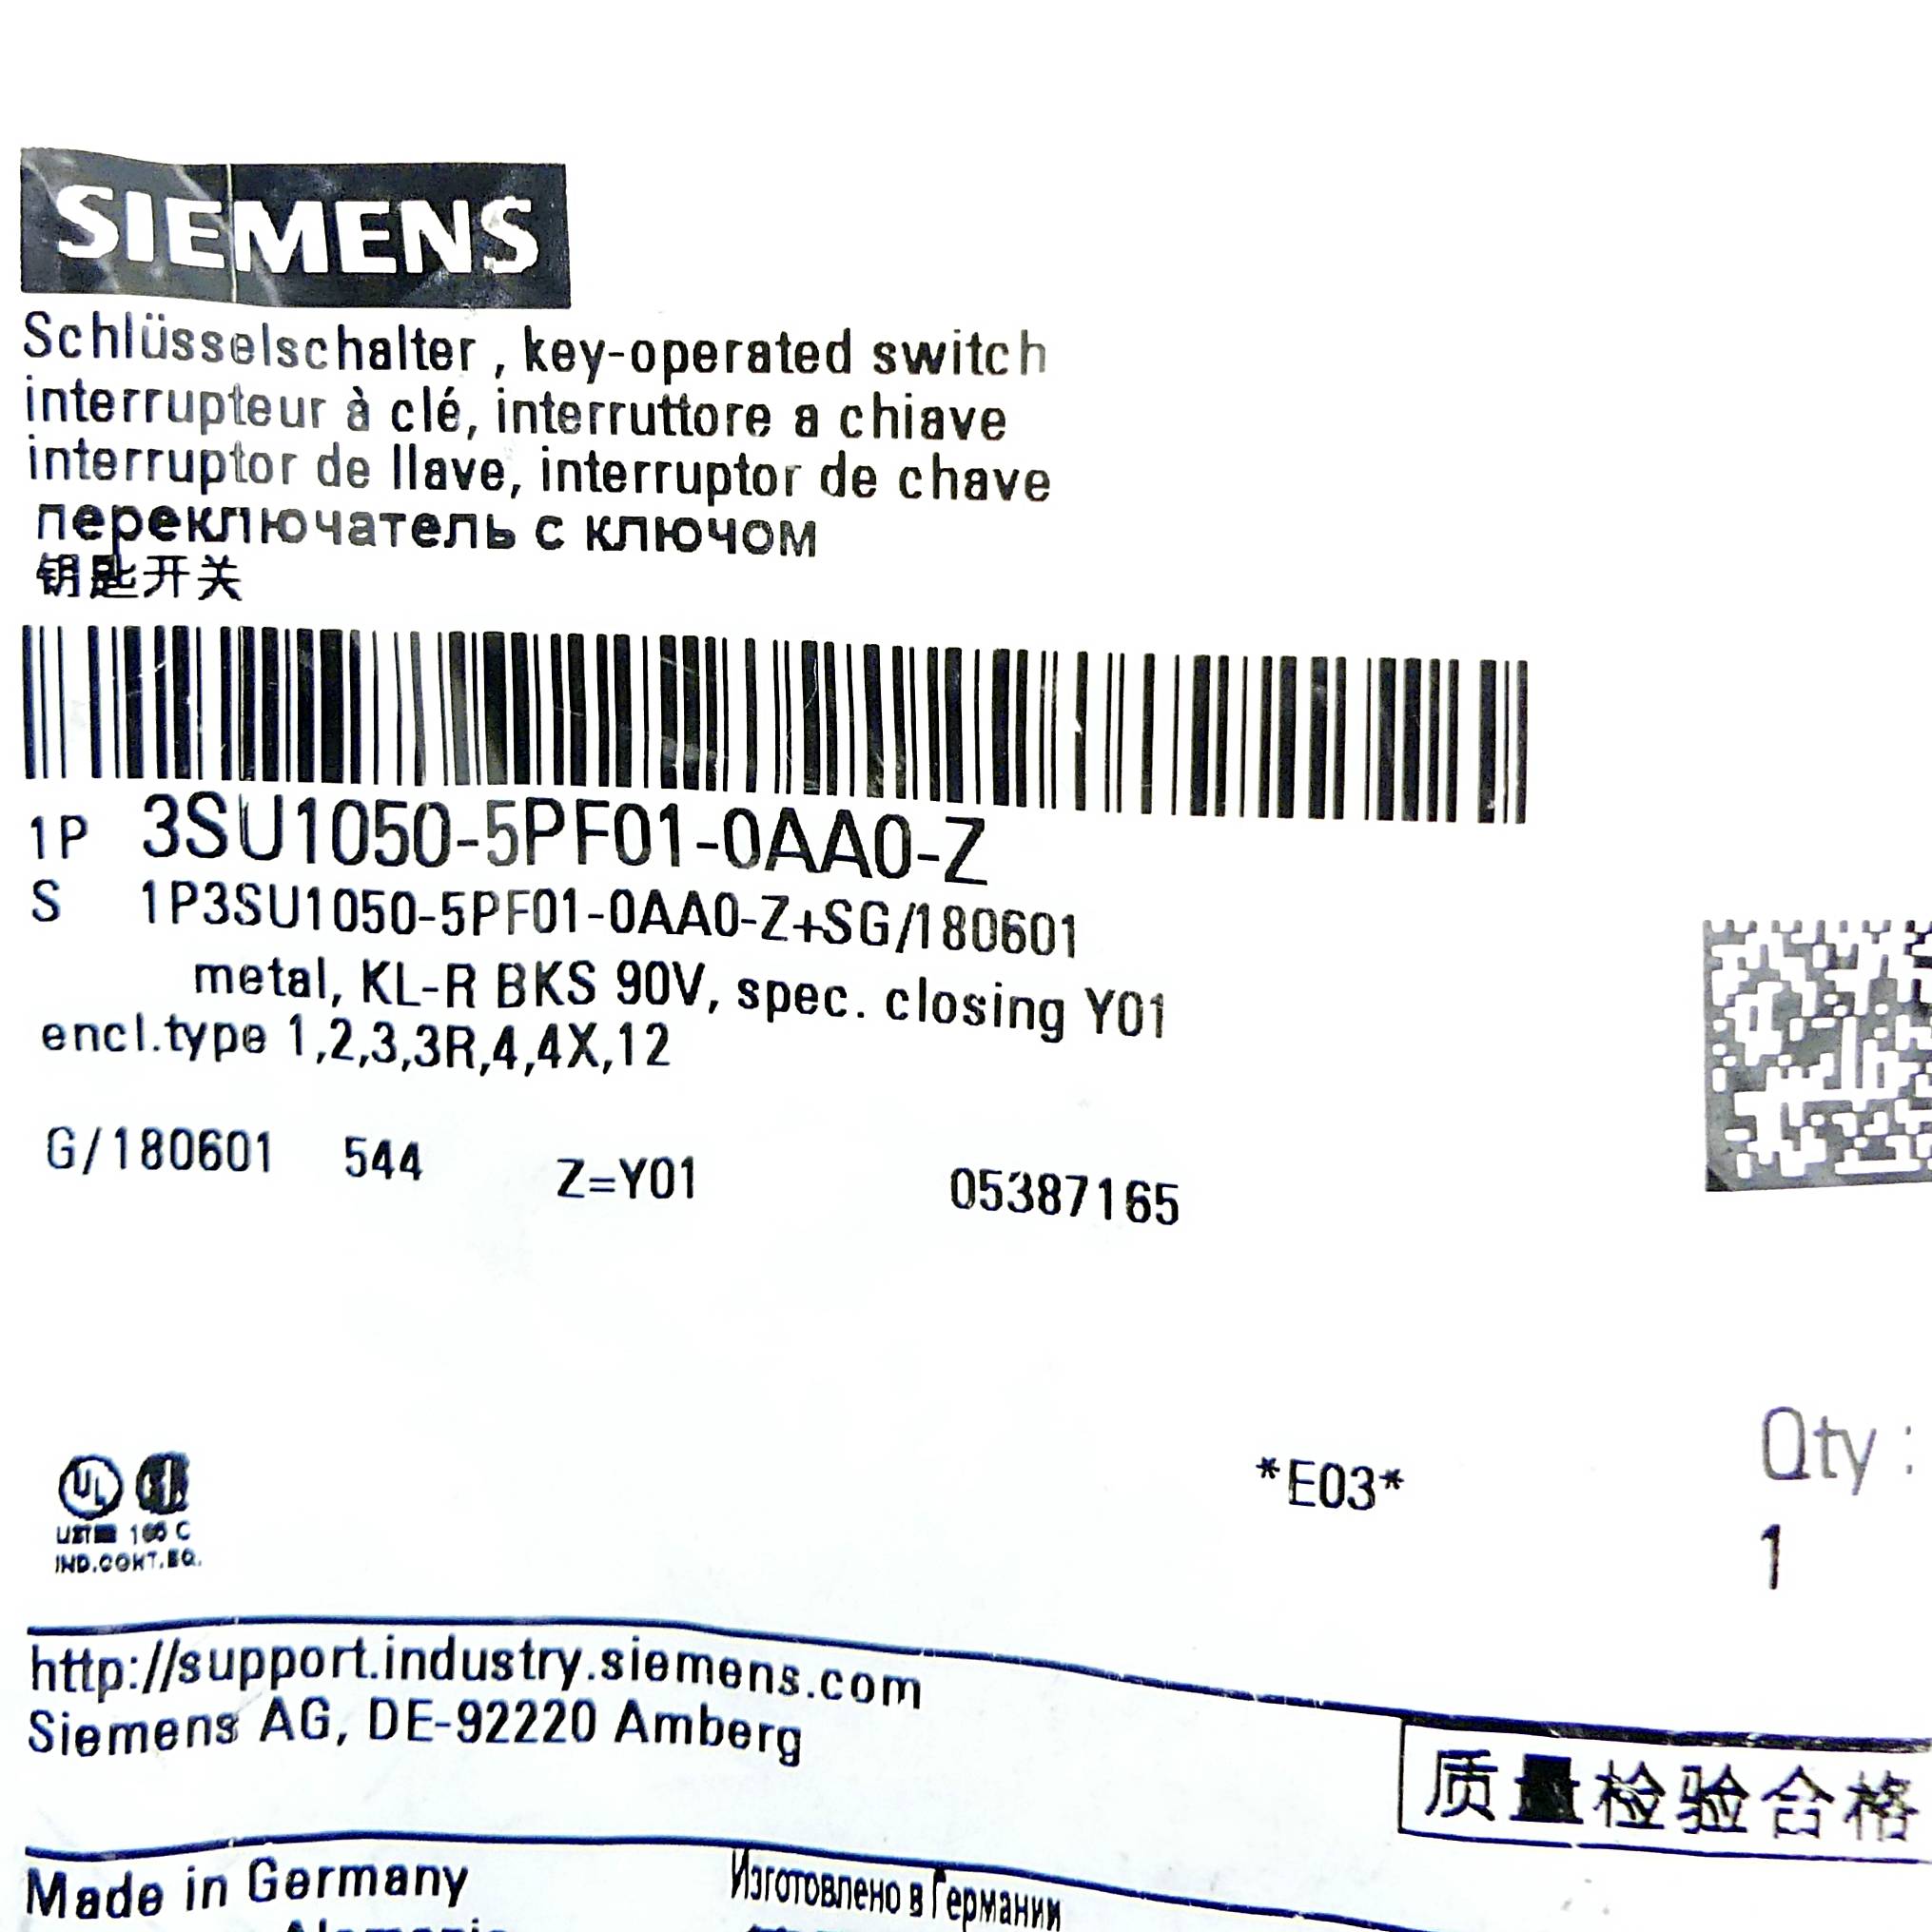 SIEMENS
Schlüsselschalter , key-operated switch
interrupteur à clé, interruttore a chiave
interruptor de llave, interruptor de chave
переключатель с ключом
钥匙开关
1P 3SU1050-5PF01-0AA0-Z
S 1P3SU1050-5PF01-0AA0-Z+SG/180601
metal, KL-R BKS 90V, spec. closing Y01
encl.type 1,2,3,3R,4,4X,12
G/180601 544 Z=Y01 05387165
Qty :
*E03*
1
UL
IND.CONT.EQ.
http://support.industry.siemens.com
Siemens AG, DE-92220 Amberg
质量检验合格
Made in Germany Изготовлено в Германии